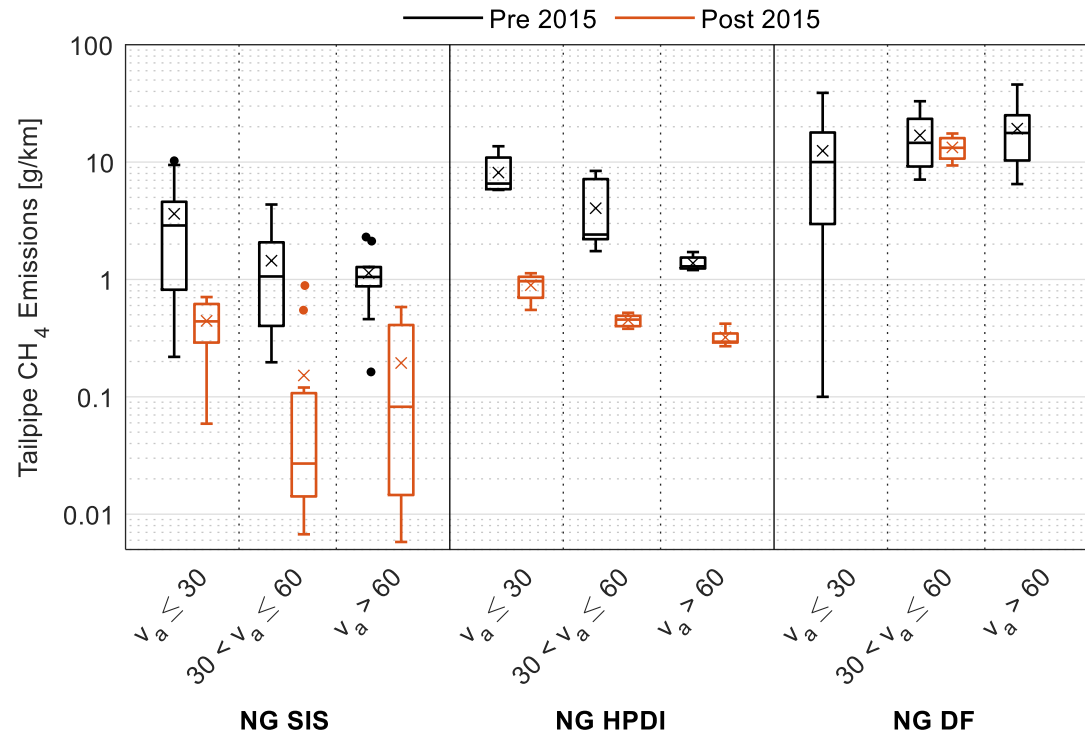 Pre 2015 Post 2015
Tailpipe CH4 Emissions [g/km]
100
10
1
0.1
0.01
va ≤ 30
30 < va ≤ 60
va > 60
va ≤ 30
30 < va ≤ 60
va > 60
va ≤ 30
30 < va ≤ 60
va > 60
NG SIS NG HPDI NG DF